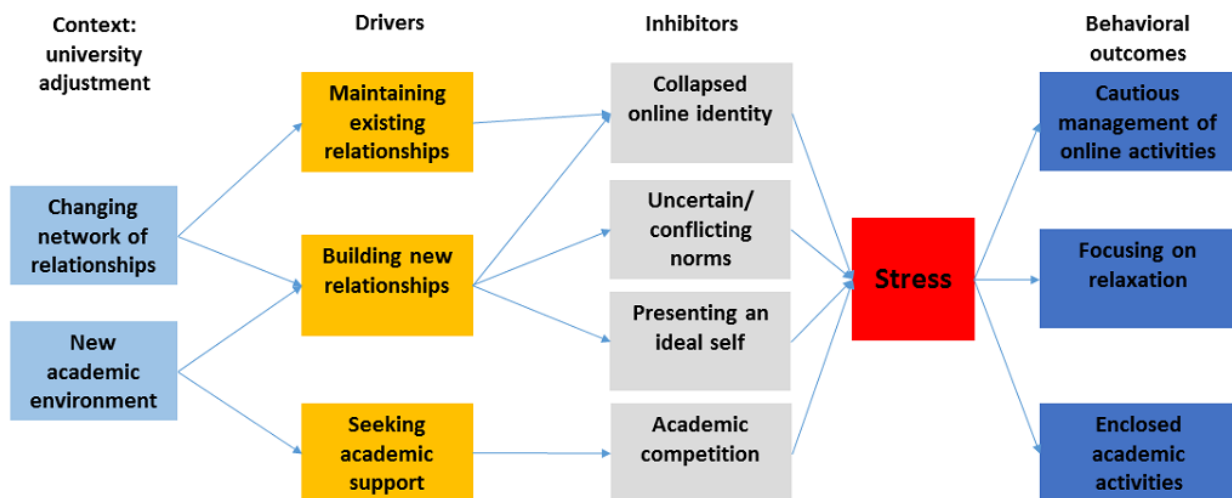 Context:
university
adjustment
Drivers
Inhibitors
Behavioral
outcomes
Maintaining
existing
relationships
Collapsed
online identity
Cautious
management of
online activities
Changing
network of
relationships
Building new
relationships
Uncertain/
conflicting
norms
Stress
Focusing on
relaxation
New
academic
environment
Presenting an
ideal self
Seeking
academic
support
Academic
competition
Enclosed
academic
activities